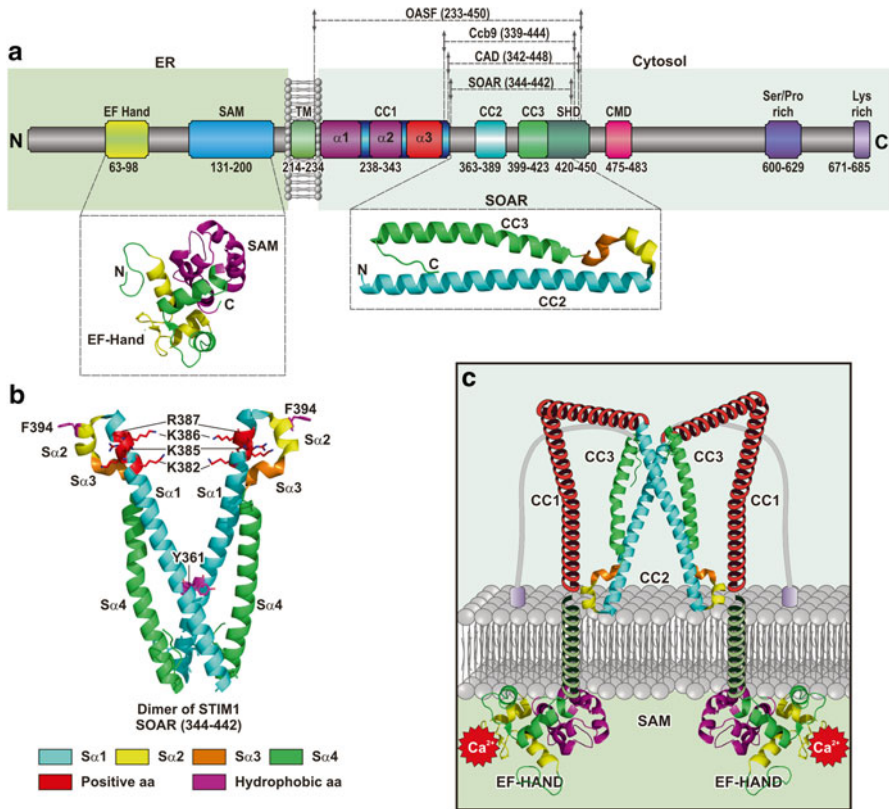 OASF (233-450)
Ccb9 (339-444)
CAD (342-448)
SOAR (344-442)
a
ER
Cytosol
EF Hand
SAM
TM
CC1
CC2
CC3
SHD
CMD
Ser/Pro
rich
Lys
rich
N
α1
α2
α3
C
63-98
131-200
214-234
238-343
363-389
399-423
420-450
475-483
600-629
671-685
SOAR
SAM
N
C
EF-Hand
CC3
N
C
CC2
b
F394
R387
K386
K385
K382
F394
Sα2
Sα3
Sα1
Sα1
Sα2
Sα3
Y361
Sα4
Sα4
Dimer of STIM1
SOAR (344-442)
Sα1
Sα2
Sα3
Sα4
Positive aa
Hydrophobic aa
c
CC3
CC3
CC1
CC1
CC2
SAM
Ca²⁺
Ca²⁺
EF-HAND
EF-HAND